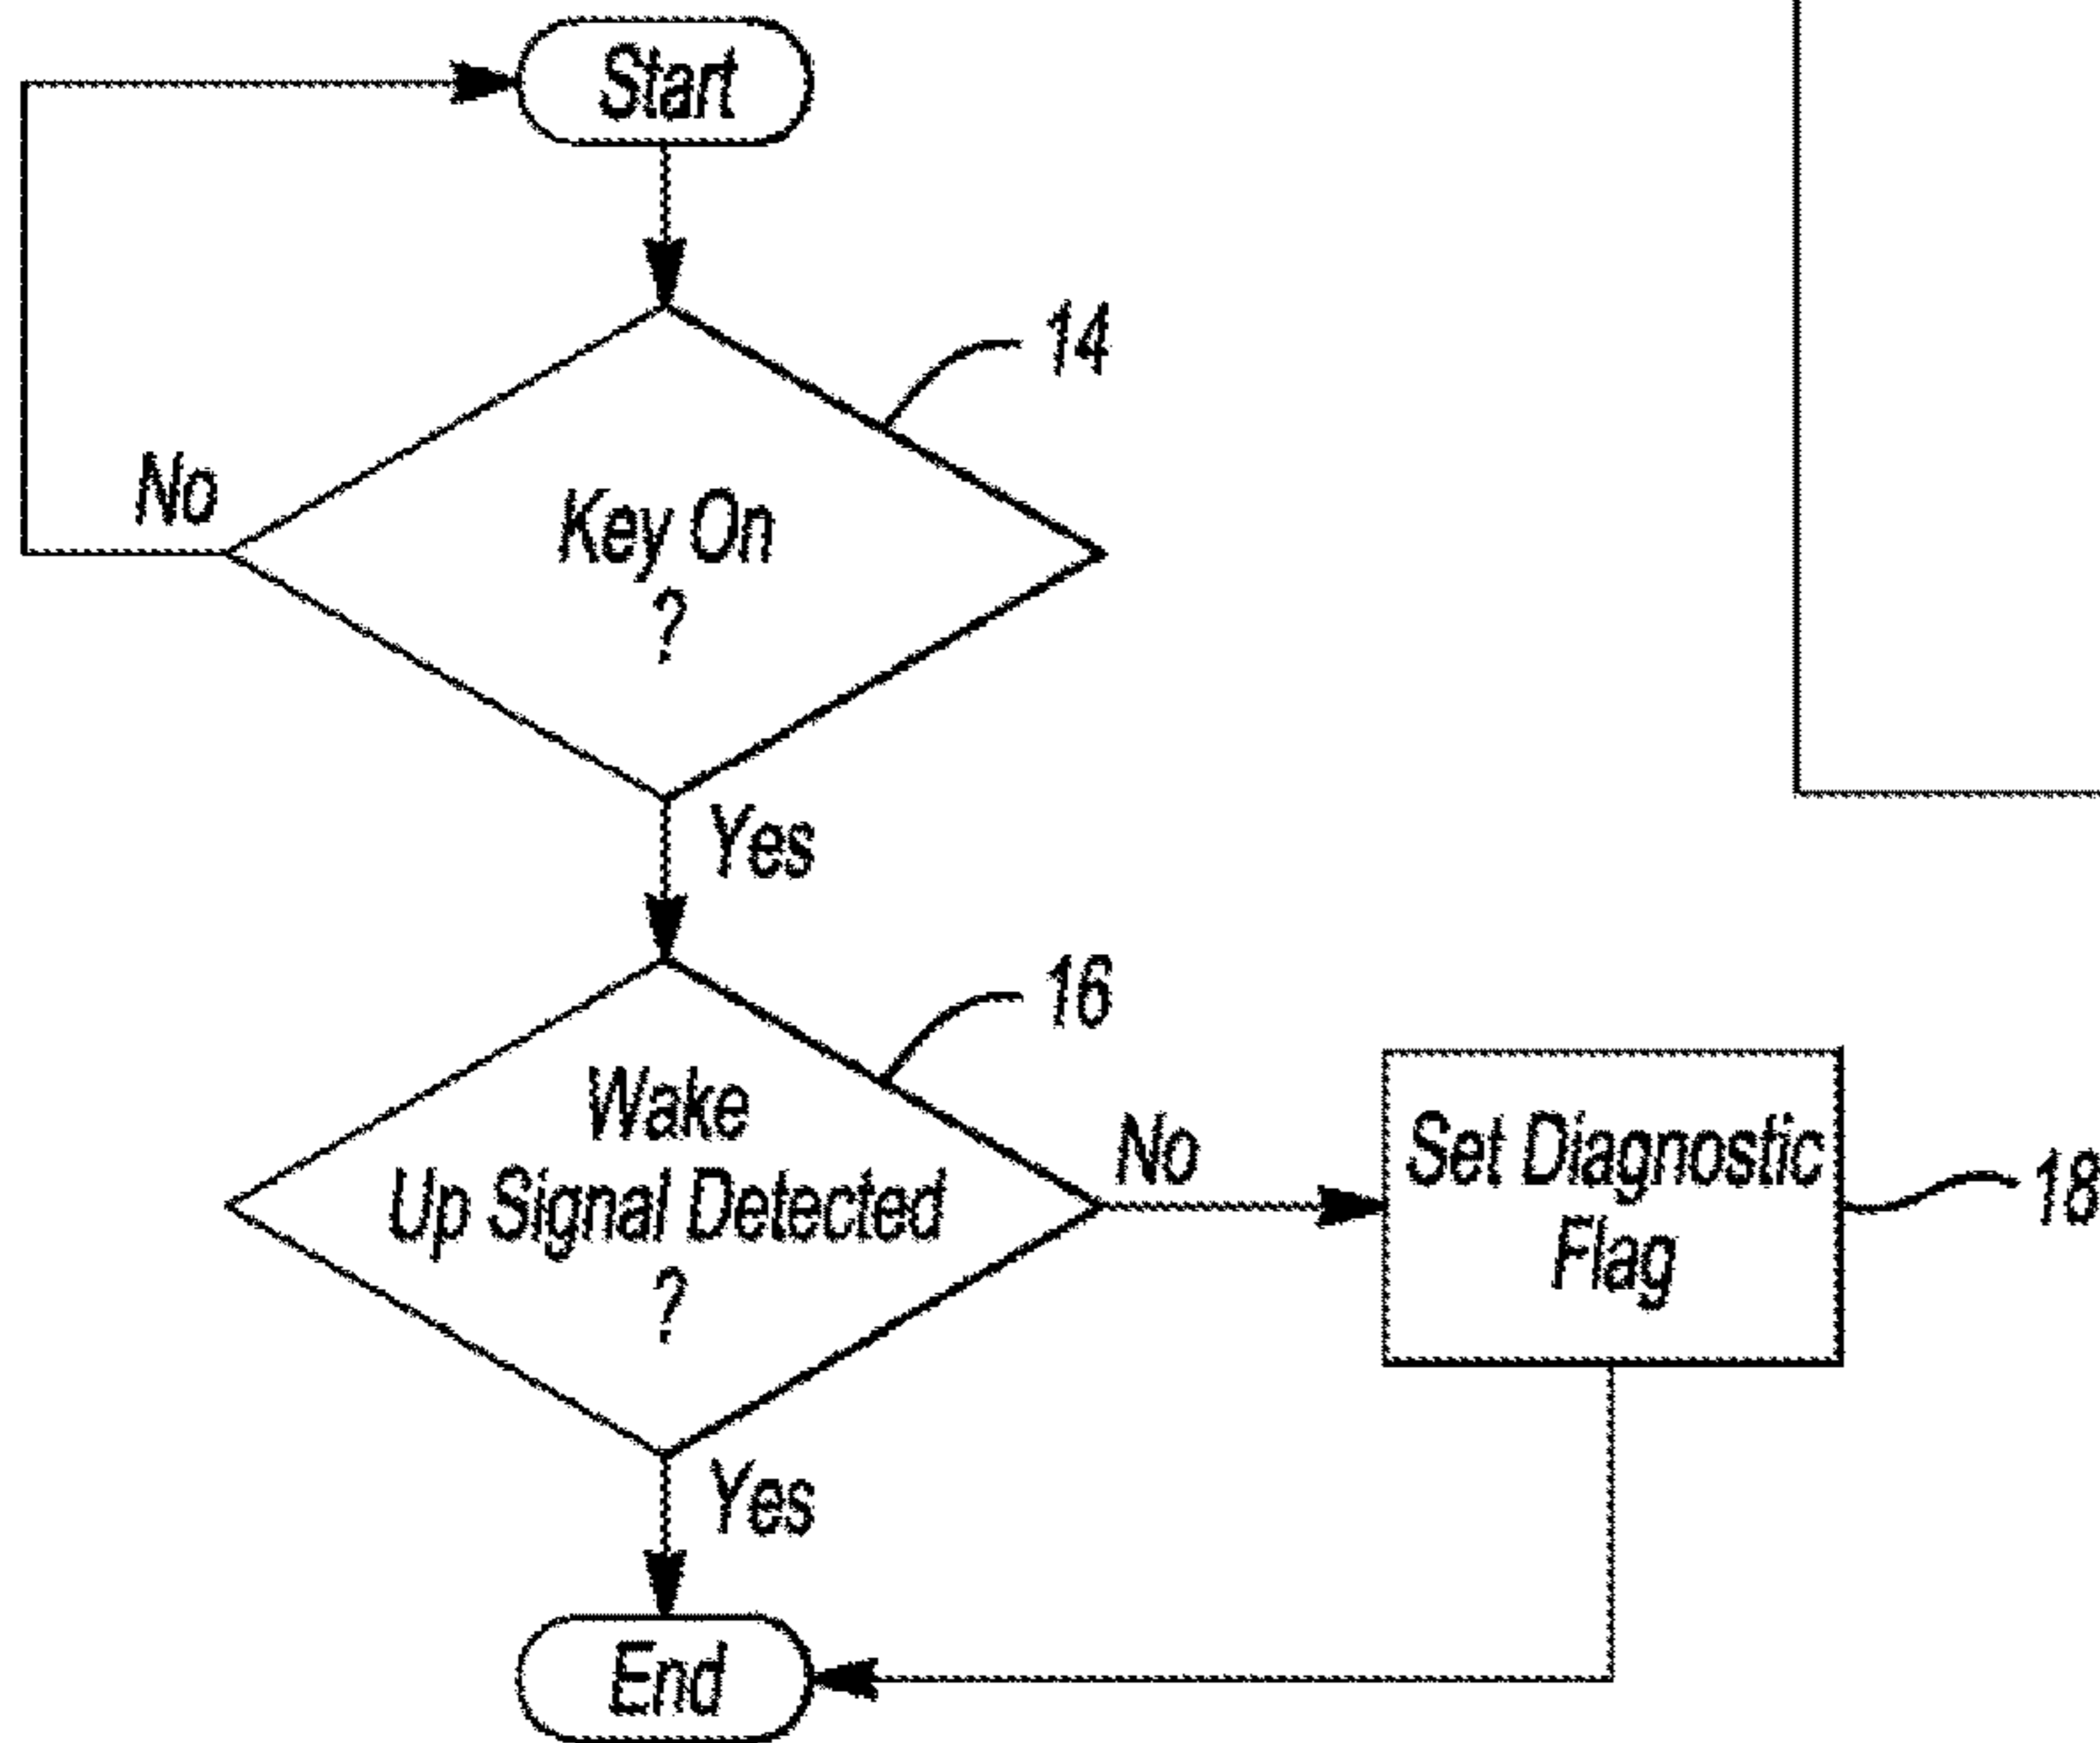 Start
14
No
Key On
?
Yes
16
Wake
Up Signal Detected
?
No
Set Diagnostic
Flag
18
Yes
End